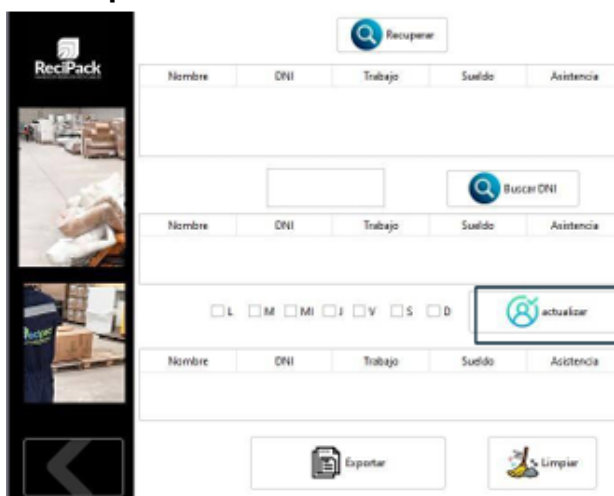 Recuperar
ReciPack
Nombre DNI Trabajo Sueldo Asistencia
Buscar DNI
Nombre DNI Trabajo Sueldo Asistencia
L M MI J V S D actualizar
Nombre DNI Trabajo Sueldo Asistencia
Exportar Limpiar